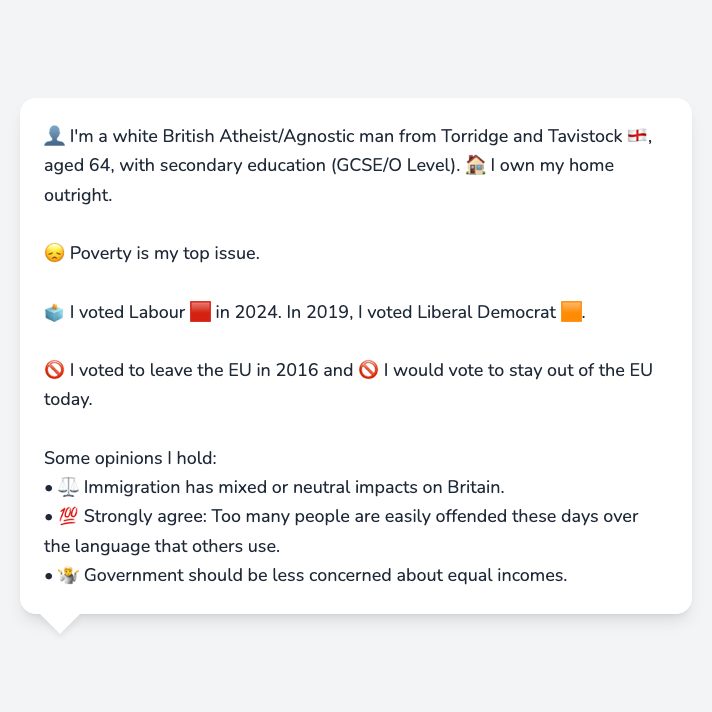 👤 I'm a white British Atheist/Agnostic man from Torridge and Tavistock 🏴󠁧󠁢󠁥󠁮󠁧󠁿,
aged 64, with secondary education (GCSE/O Level). 🏠 I own my home
outright.
😞 Poverty is my top issue.
🗳️ I voted Labour 🟥 in 2024. In 2019, I voted Liberal Democrat 🟧.
🚫 I voted to leave the EU in 2016 and 🚫 I would vote to stay out of the EU
today.
Some opinions I hold:
• ⚖️ Immigration has mixed or neutral impacts on Britain.
• 💯 Strongly agree: Too many people are easily offended these days over
the language that others use.
• 🤷 Government should be less concerned about equal incomes.